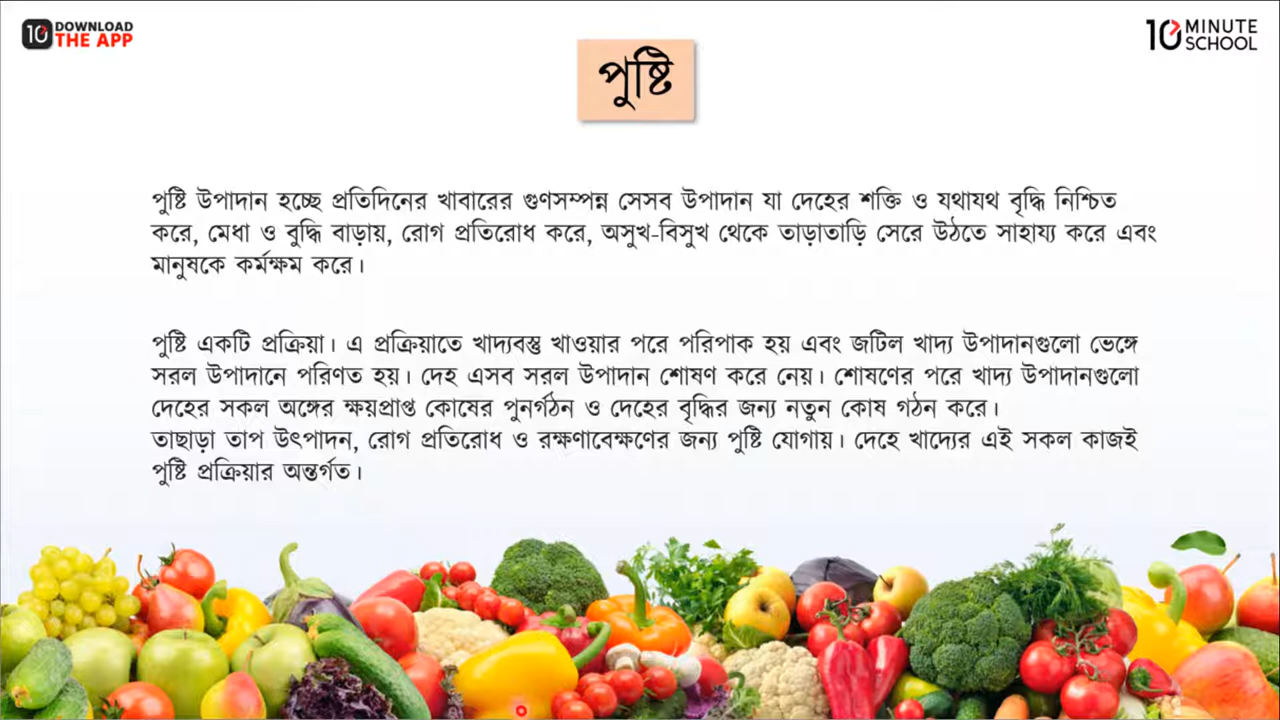 10 DOWNLOAD
THE APP
10 MINUTE
SCHOOL
পুষ্টি
পুষ্টি উপাদান হচ্ছে প্রতিদিনের খাবারের গুণসম্পন্ন সেসব উপাদান যা দেহের শক্তি ও যথাযথ বৃদ্ধি নিশ্চিত
করে, মেধা ও বুদ্ধি বাড়ায়, রোগ প্রতিরোধ করে, অসুখ-বিসুখ থেকে তাড়াতাড়ি সেরে উঠতে সাহায্য করে এবং
মানুষকে কর্মক্ষম করে।
পুষ্টি একটি প্রক্রিয়া। এ প্রক্রিয়াতে খাদ্যবস্তু খাওয়ার পরে পরিপাক হয় এবং জটিল খাদ্য উপাদানগুলো ভেঙ্গে
সরল উপাদানে পরিণত হয়। দেহ এসব সরল উপাদান শোষণ করে নেয়। শোষণের পরে খাদ্য উপাদানগুলো
দেহের সকল অঙ্গের ক্ষয়প্রাপ্ত কোষের পুনর্গঠন ও দেহের বৃদ্ধির জন্য নতুন কোষ গঠন করে।
তাছাড়া তাপ উৎপাদন, রোগ প্রতিরোধ ও রক্ষণাবেক্ষণের জন্য পুষ্টি যোগায়। দেহে খাদ্যের এই সকল কাজই
পুষ্টি প্রক্রিয়ার অন্তর্গত।